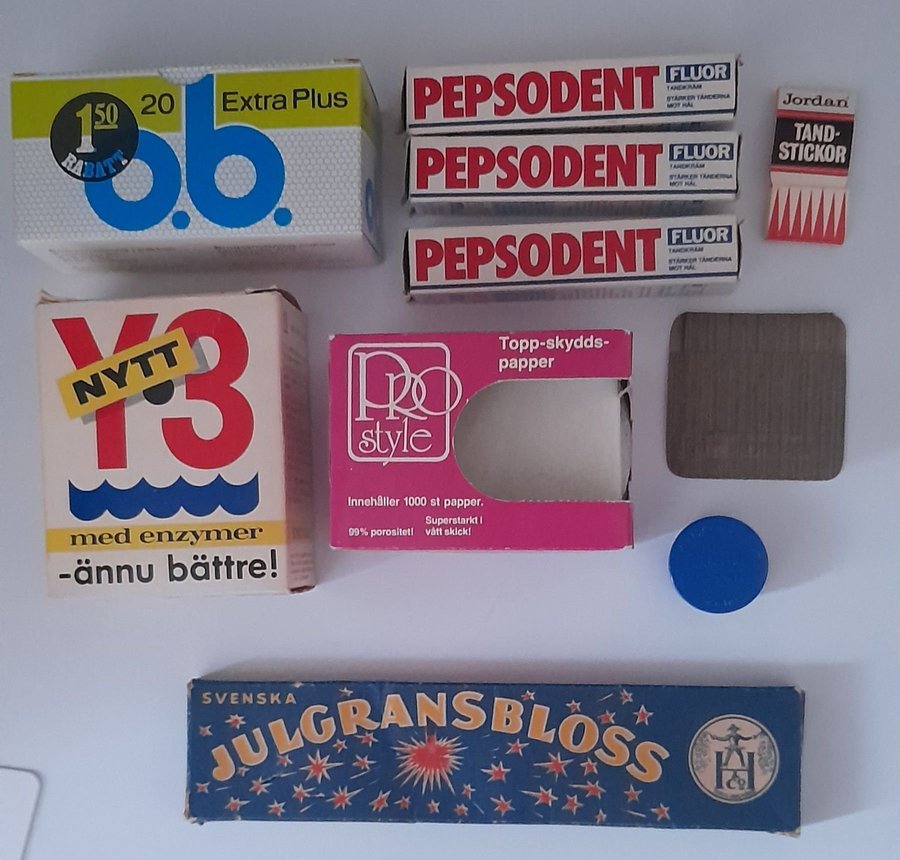 1 50
RABATT
20
Extra Plus
o.b.
PEPSODENT
FLUOR
TANDKRÄM
STÄRKER TÄNDERNA
MOT HÅL
PEPSODENT
FLUOR
TANDKRÄM
STÄRKER TÄNDERNA
MOT HÅL
PEPSODENT
FLUOR
TANDKRÄM
STÄRKER TÄNDERNA
MOT HÅL
Jordan
TAND-
STICKOR
Y3
NYTT
med enzymer
-ännu bättre!
PRO
style
Topp-skydds-
papper
Innehåller 1000 st papper.
99% porositet!
Superstarkt i
vått skick!
SVENSKA
JULGRANSBLOSS
H&Co